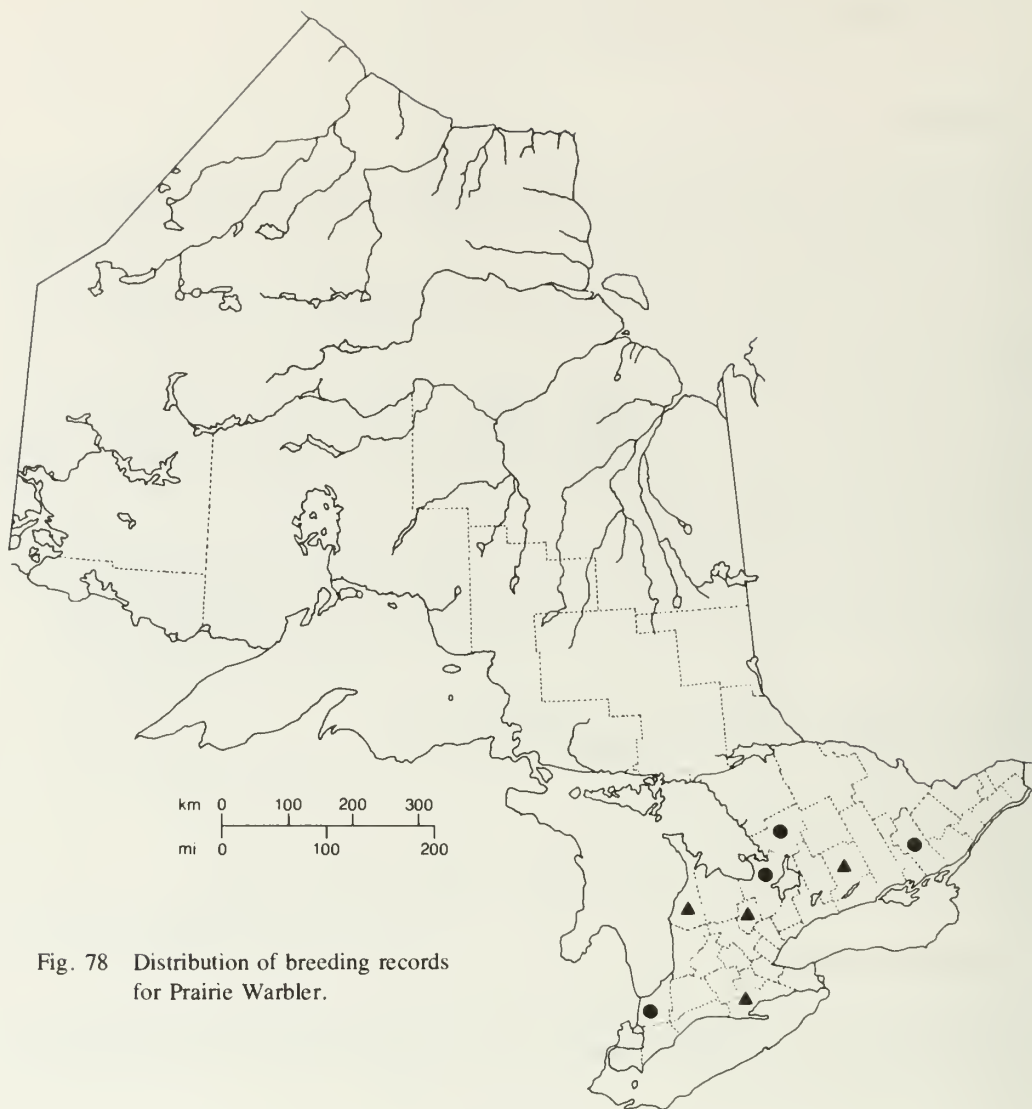 km 0 100 200 300
mi 0 100 200
Fig. 78 Distribution of breeding records
for Prairie Warbler.